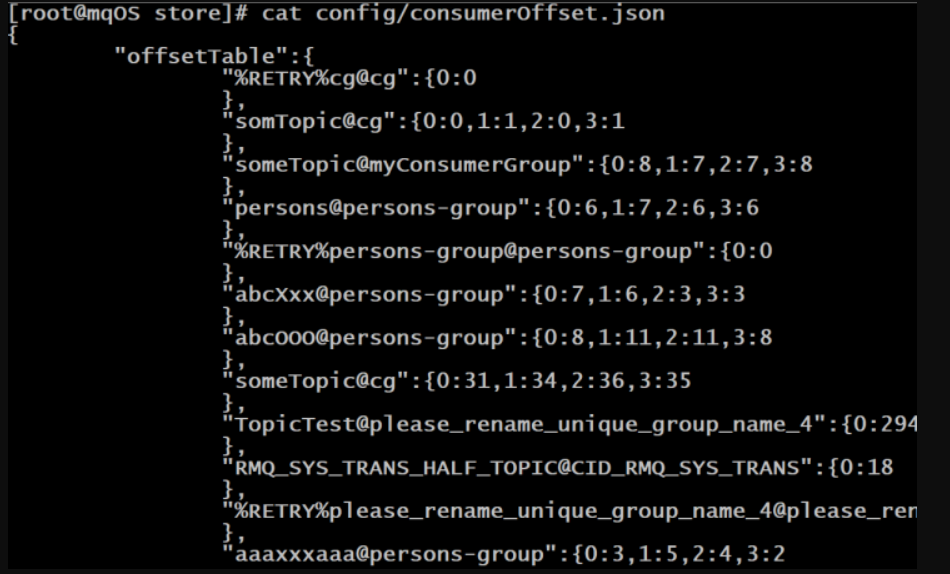 [root@mqOS store]# cat config/consumerOffset.json
{
"offsetTable":{
"%RETRY%cg@cg":{0:0
},
"somTopic@cg":{0:0,1:1,2:0,3:1
},
"someTopic@myConsumerGroup":{0:8,1:7,2:7,3:8
},
"persons@persons-group":{0:6,1:7,2:6,3:6
},
"%RETRY%persons-group@persons-group":{0:0
},
"abcXxx@persons-group":{0:7,1:6,2:3,3:3
},
"abcOOO@persons-group":{0:8,1:11,2:11,3:8
},
"someTopic@cg":{0:31,1:34,2:36,3:35
},
"TopicTest@please_rename_unique_group_name_4":{0:294
},
"RMQ_SYS_TRANS_HALF_TOPIC@CID_RMQ_SYS_TRANS":{0:18
},
"%RETRY%please_rename_unique_group_name_4@please_ren
},
"aaaxxxaaa@persons-group":{0:3,1:5,2:4,3:2